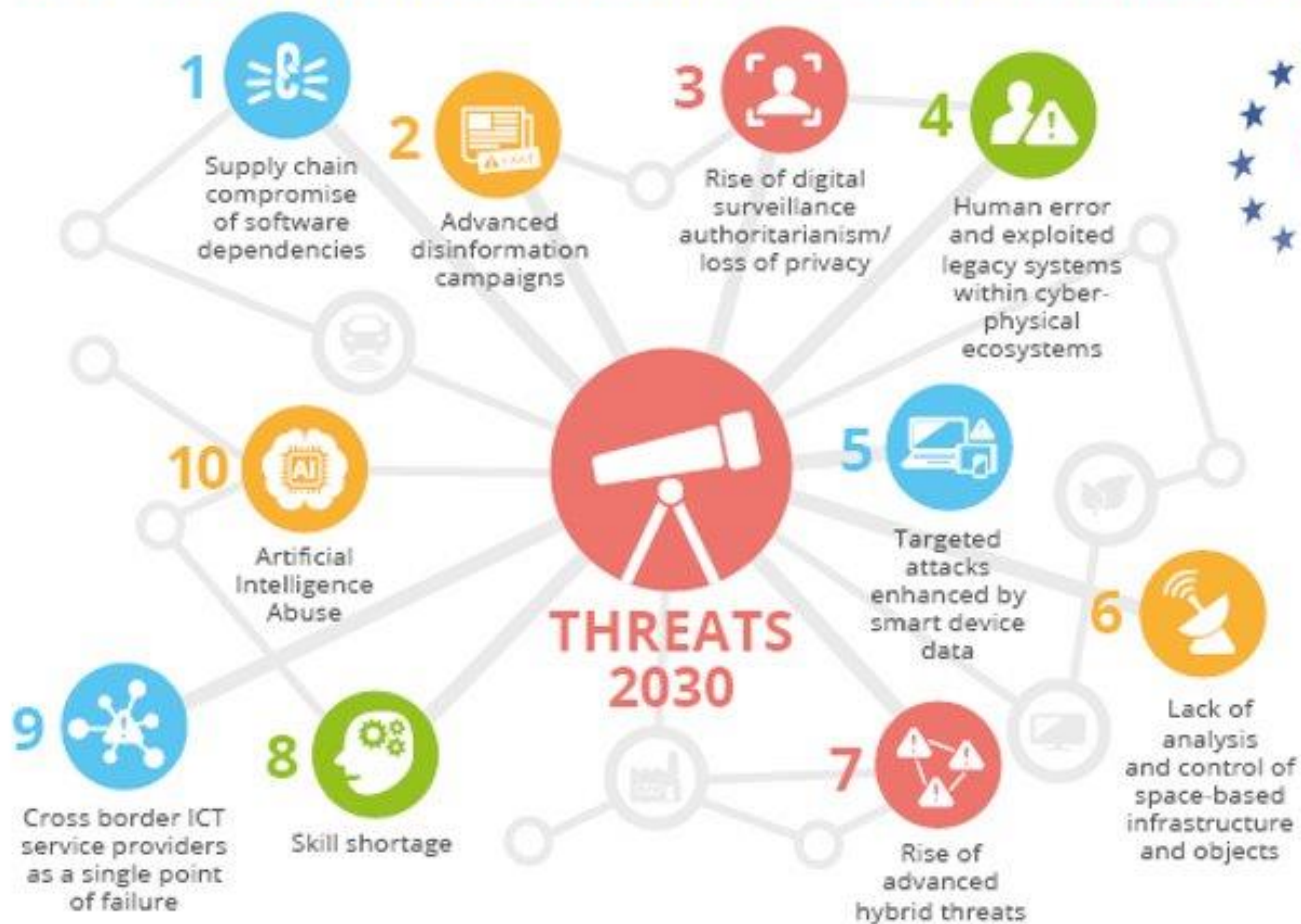 1
Supply chain
compromise
of software
dependencies
2
Advanced
disinformation
campaigns
3
Rise of digital
surveillance
authoritarianism/
loss of privacy
4
Human error
and exploited
legacy systems
within cyber-
physical
ecosystems
5
Targeted
attacks
enhanced by
smart device
data
6
Lack of
analysis
and control of
space-based
infrastructure
and objects
7
Rise of
advanced
hybrid threats
8
Skill shortage
9
Cross border ICT
service providers
as a single point
of failure
10
AI
Artificial
Intelligence
Abuse
THREATS
2030